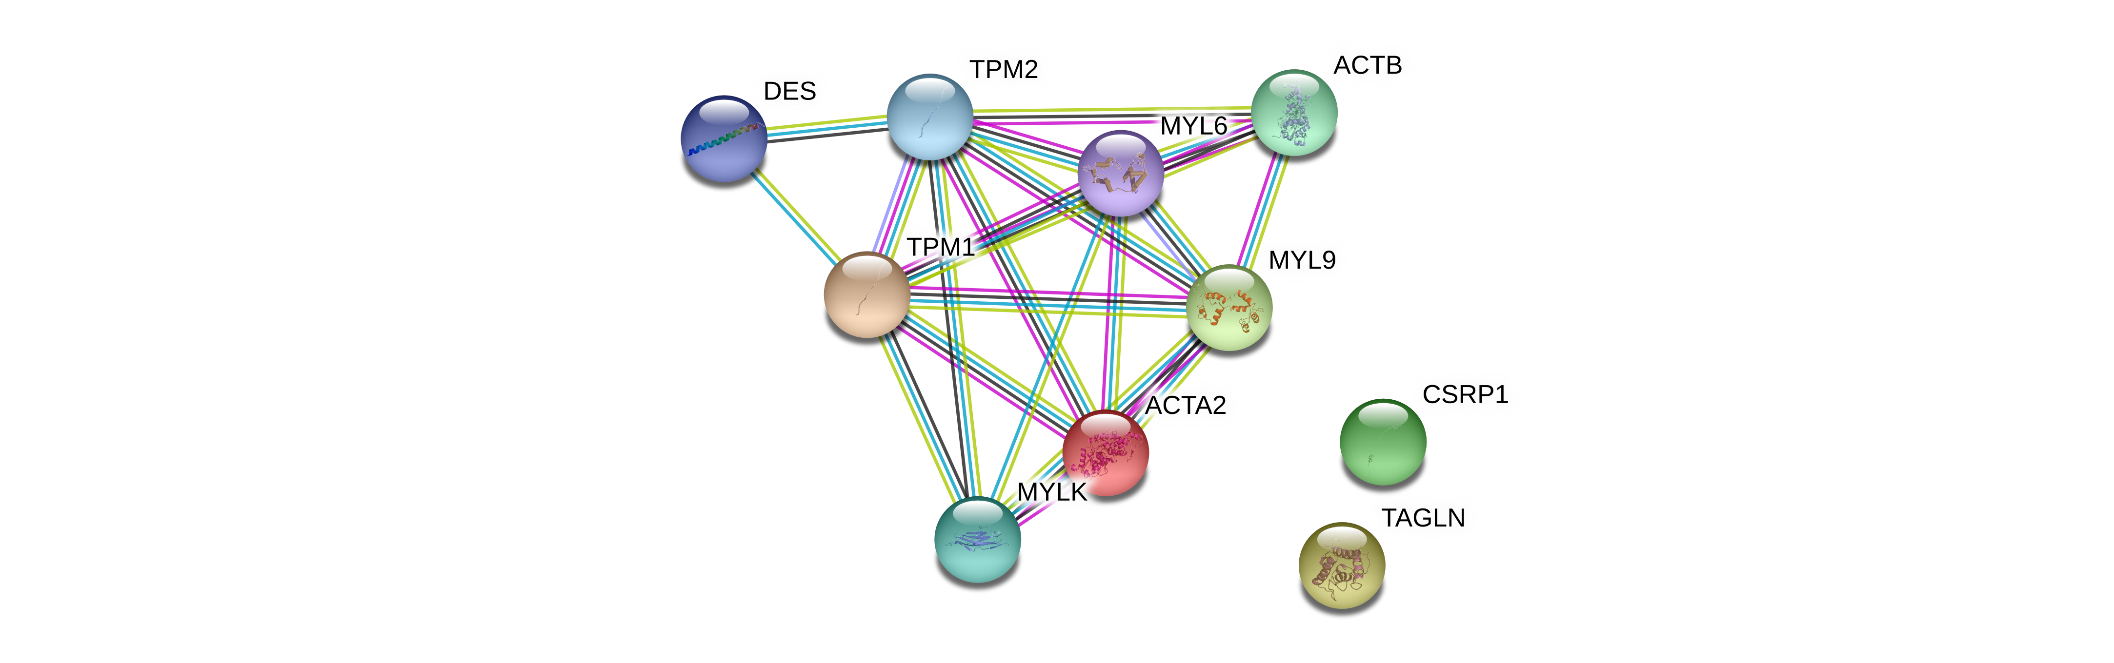 ACTB
TPM2
DES
MYL6
TPM1
MYL9
CSRP1
ACTA2
MYLK
TAGLN